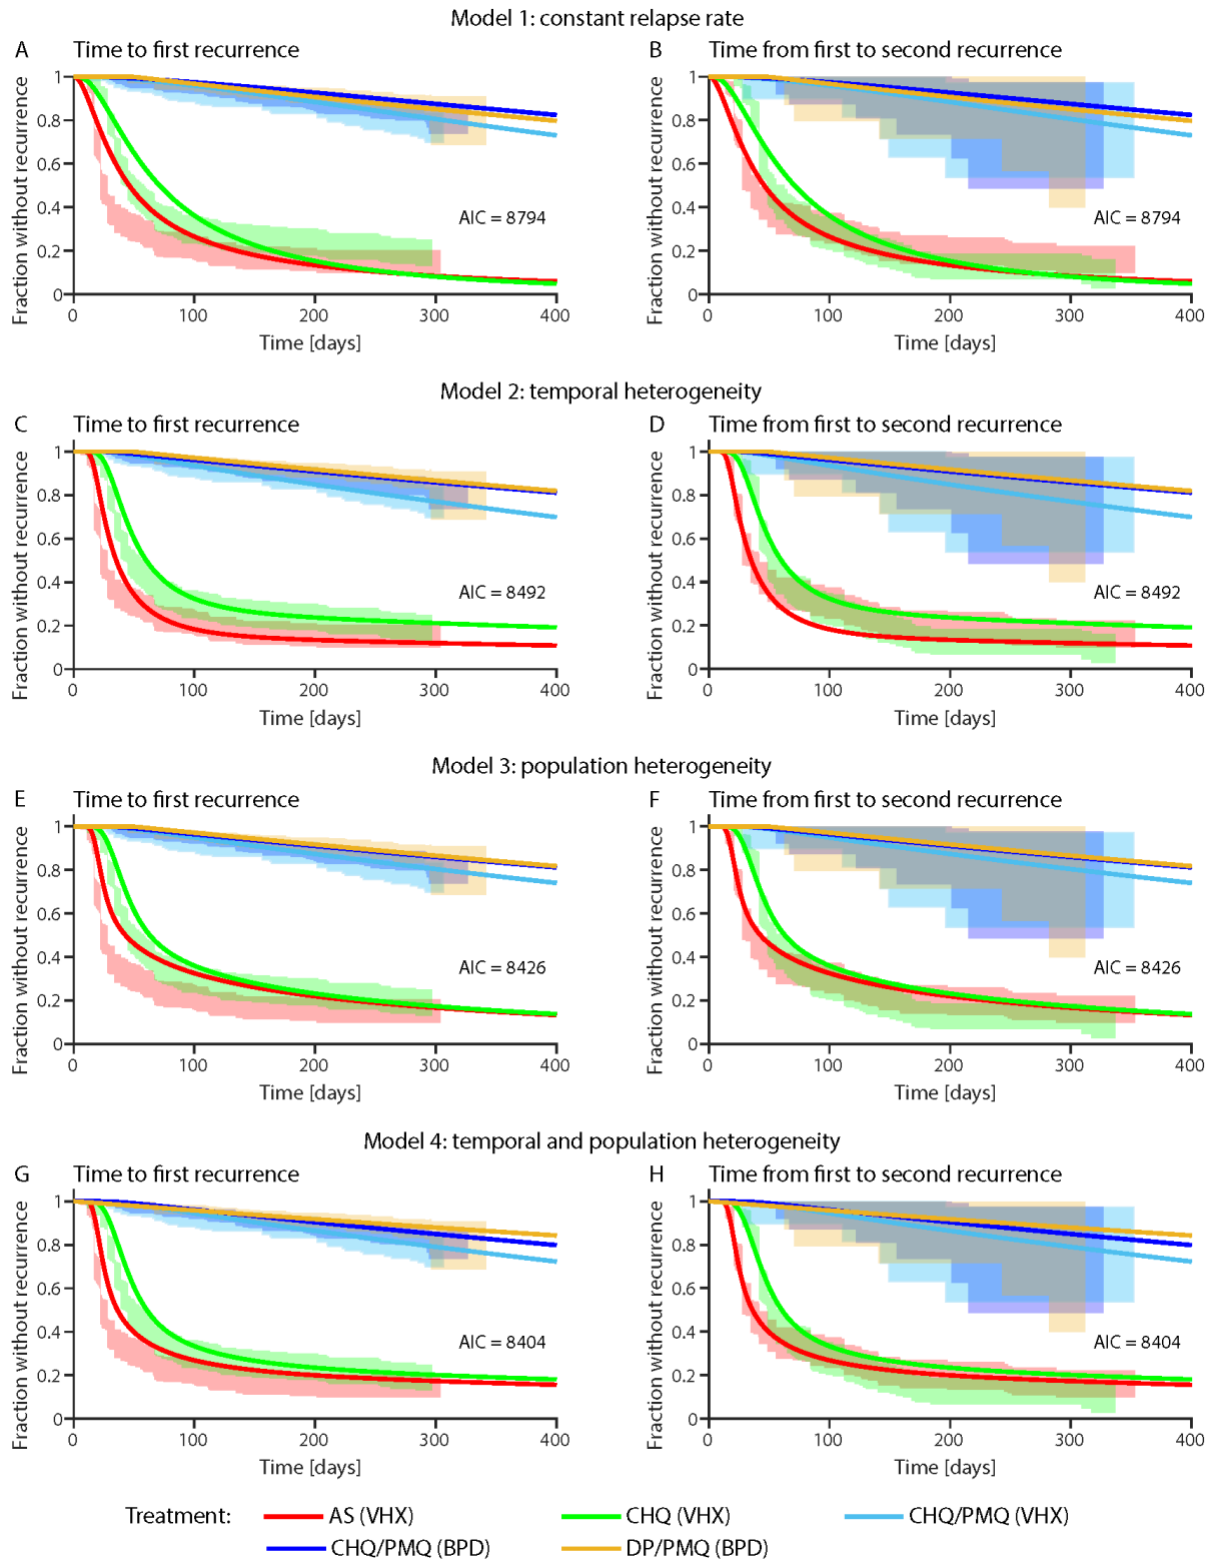 Model 1: constant relapse rate
A Time to first recurrence
B Time from first to second recurrence
Fraction without recurrence
1
0.8
0.6
0.4
0.2
0
AIC = 8794
0 100 200 300 400
Time [days]
Fraction without recurrence
1
0.8
0.6
0.4
0.2
0
AIC = 8794
0 100 200 300 400
Time [days]
Model 2: temporal heterogeneity
C Time to first recurrence
D Time from first to second recurrence
Fraction without recurrence
1
0.8
0.6
0.4
0.2
0
AIC = 8492
0 100 200 300 400
Time [days]
Fraction without recurrence
1
0.8
0.6
0.4
0.2
0
AIC = 8492
0 100 200 300 400
Time [days]
Model 3: population heterogeneity
E Time to first recurrence
F Time from first to second recurrence
Fraction without recurrence
1
0.8
0.6
0.4
0.2
0
AIC = 8426
0 100 200 300 400
Time [days]
Fraction without recurrence
1
0.8
0.6
0.4
0.2
0
AIC = 8426
0 100 200 300 400
Time [days]
Model 4: temporal and population heterogeneity
G Time to first recurrence
H Time from first to second recurrence
Fraction without recurrence
1
0.8
0.6
0.4
0.2
0
AIC = 8404
0 100 200 300 400
Time [days]
Fraction without recurrence
1
0.8
0.6
0.4
0.2
0
AIC = 8404
0 100 200 300 400
Time [days]
Treatment: AS (VHX) CHQ (VHX) CHQ/PMQ (VHX)
CHQ/PMQ (BPD) DP/PMQ (BPD)